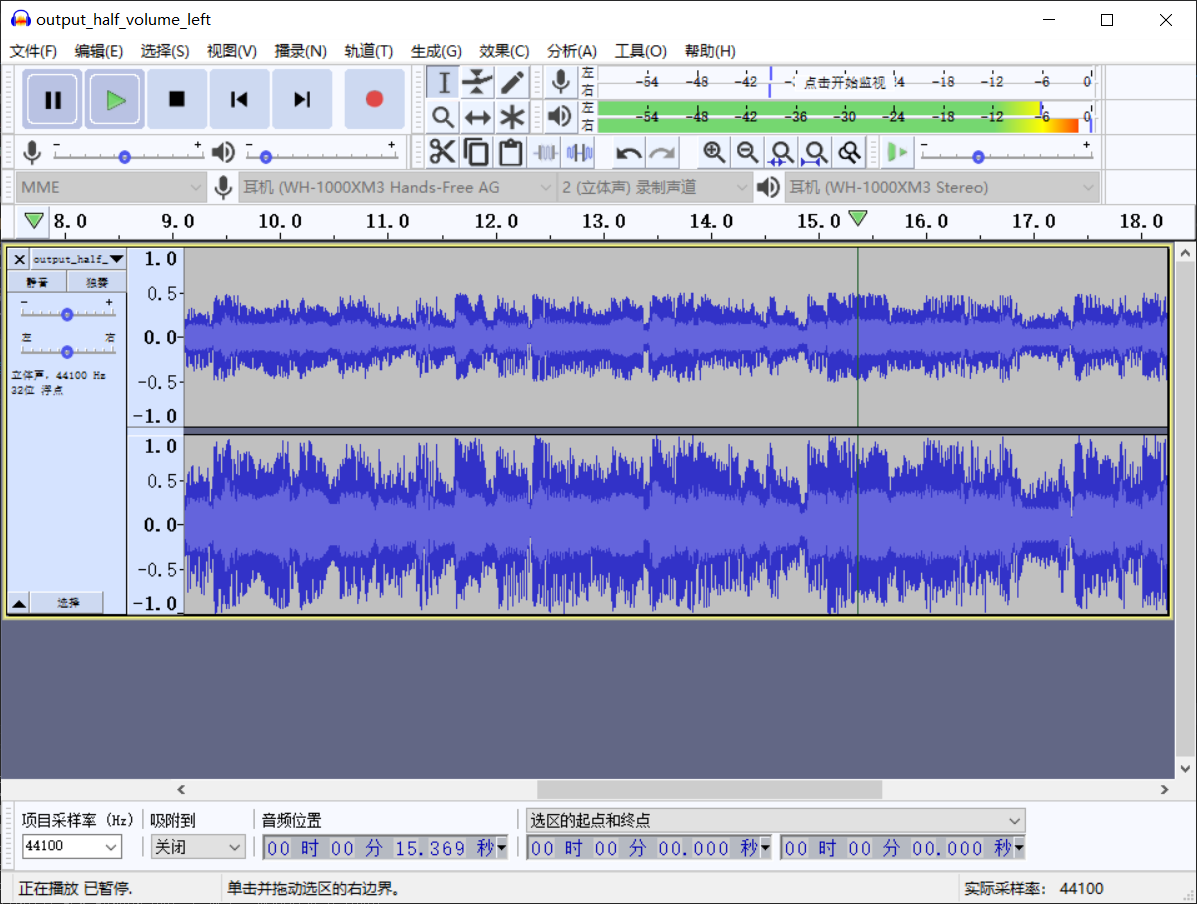 output_half_volume_left
文件(F) 编辑(E) 选择(S) 视图(V) 播录(N) 轨道(T) 生成(G) 效果(C) 分析(A) 工具(O) 帮助(H)
左 右 -54 -48 -42 点击开始监视 -18 -12 -6 0
左 右 -54 -48 -42 -36 -30 -24 -18 -12 -6 0
- + - + - +
MME 耳机 (WH-1000XM3 Hands-Free AG 2 (立体声) 录制声道 耳机 (WH-1000XM3 Stereo)
8.0 9.0 10.0 11.0 12.0 13.0 14.0 15.0 16.0 17.0 18.0
output_half_
静音 独奏
- +
左 右
立体声, 44100 Hz
32位 浮点
1.0
0.5-
0.0-
-0.5-
-1.0
1.0
0.5-
0.0-
-0.5-
-1.0
选择
项目采样率 (Hz) 吸附到 音频位置 选区的起点和终点
44100 关闭 00 时 00 分 15.369 秒 00 时 00 分 00.000 秒 00 时 00 分 00.000 秒
正在播放 已暂停. 单击并拖动选区的右边界。 实际采样率: 44100